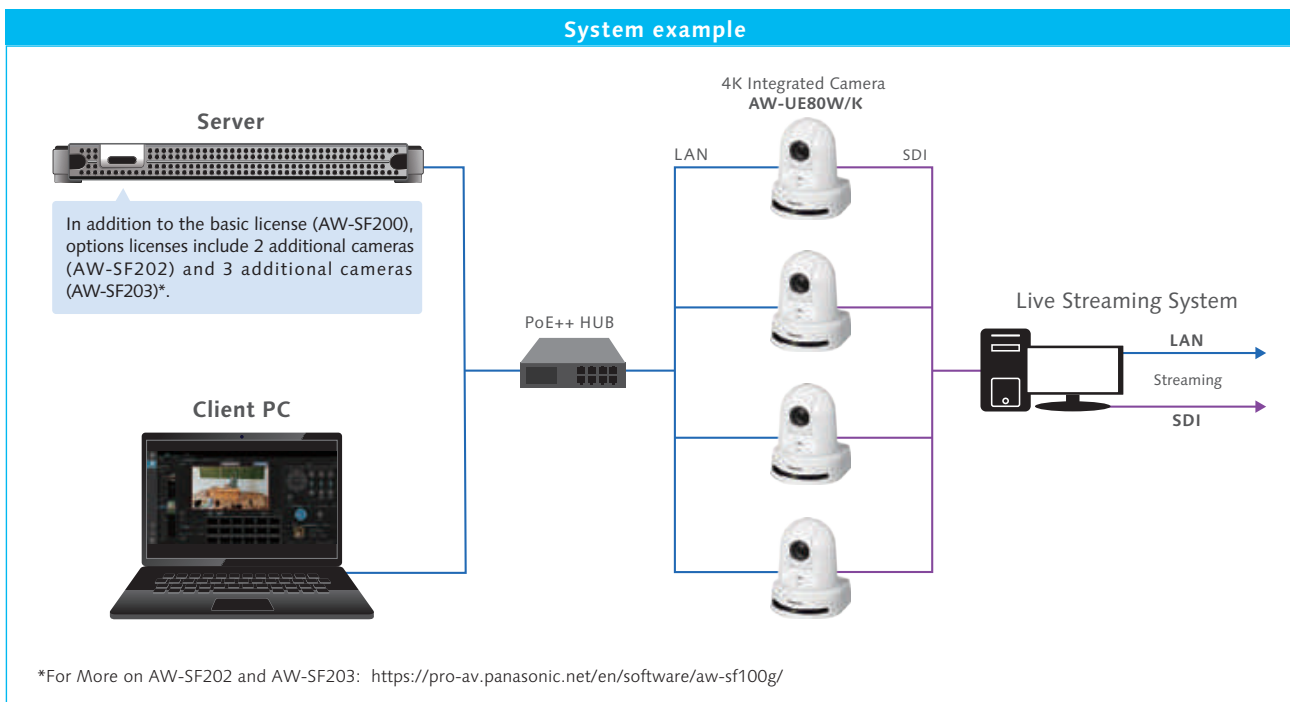 System example
4K Integrated Camera
AW-UE80W/K
Server
LAN
SDI
In addition to the basic license (AW-SF200),
options licenses include 2 additional cameras
(AW-SF202) and 3 additional cameras
(AW-SF203)*.
PoE++ HUB
Live Streaming System
LAN
Streaming
SDI
Client PC
*For More on AW-SF202 and AW-SF203: https://pro-av.panasonic.net/en/software/aw-sf100g/